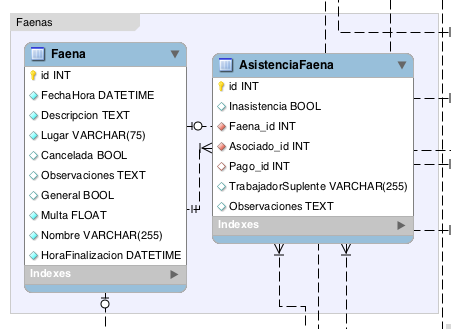 Faenas
Faena
id INT
FechaHora DATETIME
Descripcion TEXT
Lugar VARCHAR(75)
Cancelada BOOL
Observaciones TEXT
General BOOL
Multa FLOAT
Nombre VARCHAR(255)
HoraFinalizacion DATETIME
Indexes
AsistenciaFaena
id INT
Inasistencia BOOL
Faena_id INT
Asociado_id INT
Pago_id INT
TrabajadorSuplente VARCHAR(255)
Observaciones TEXT
Indexes